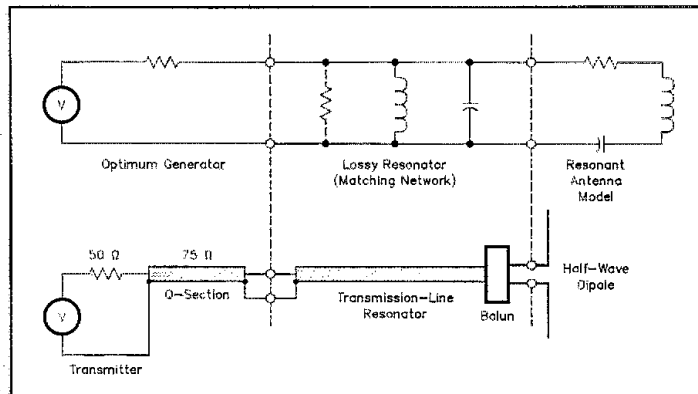 V
Optimum Generator
Lossy Resonator
(Matching Network)
Resonant
Antenna
Model
50 Ω
75 Ω
Q-Section
Transmission-Line
Resonator
Balun
Half-Wave
Dipole
V
Transmitter